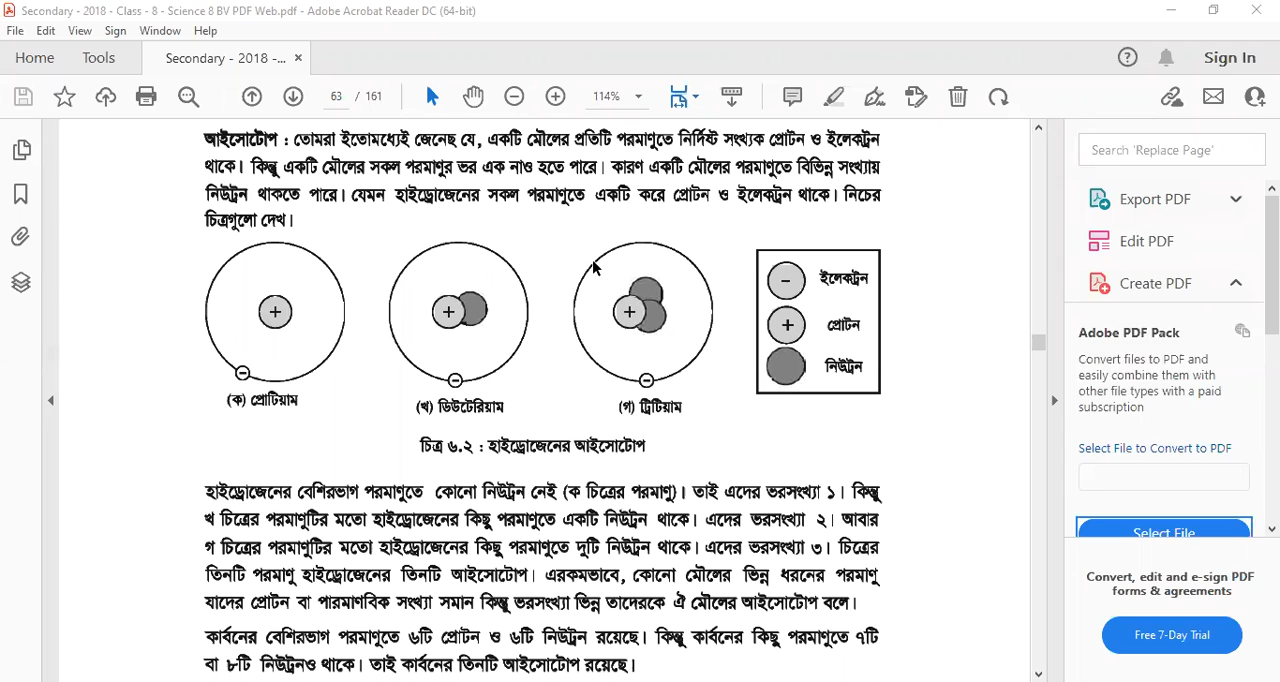 Secondary - 2018 - Class - 8 - Science 8 BV PDF Web.pdf - Adobe Acrobat Reader DC (64-bit)
File Edit View Sign Window Help
Home Tools Secondary - 2018 -... × Sign In
63 / 161 114%
আইসোটোপ : তোমরা ইতোমধ্যেই জেনেছ যে, একটি মৌলের প্রতিটি পরমাণুতে নির্দিষ্ট সংখ্যক প্রোটন ও ইলেকট্রন
থাকে। কিন্তু একটি মৌলের সকল পরমাণুর ভর এক নাও হতে পারে। কারণ একটি মৌলের পরমাণুতে বিভিন্ন সংখ্যায়
নিউট্রন থাকতে পারে। যেমন হাইড্রোজেনের সকল পরমাণুতে একটি করে প্রোটন ও ইলেকট্রন থাকে। নিচের
চিত্রগুলো দেখ।
+ −
+ −
+ −
− ইলেকট্রন
+ প্রোটন
নিউট্রন
(ক) প্রোটিয়াম
(খ) ডিউটেরিয়াম
(গ) ট্রিটিয়াম
চিত্র ৬.২ : হাইড্রোজেনের আইসোটোপ
হাইড্রোজেনের বেশিরভাগ পরমাণুতে কোনো নিউট্রন নেই (ক চিত্রের পরমাণু)। তাই এদের ভরসংখ্যা ১। কিন্তু
খ চিত্রের পরমাণুটির মতো হাইড্রোজেনের কিছু পরমাণুতে একটি নিউট্রন থাকে। এদের ভরসংখ্যা ২। আবার
গ চিত্রের পরমাণুটির মতো হাইড্রোজেনের কিছু পরমাণুতে দুটি নিউট্রন থাকে। এদের ভরসংখ্যা ৩। চিত্রের
তিনটি পরমাণু হাইড্রোজেনের তিনটি আইসোটোপ। এরকমভাবে, কোনো মৌলের ভিন্ন ধরনের পরমাণু
যাদের প্রোটন বা পারমাণবিক সংখ্যা সমান কিন্তু ভরসংখ্যা ভিন্ন তাদেরকে ঐ মৌলের আইসোটোপ বলে।
কার্বনের বেশিরভাগ পরমাণুতে ৬টি প্রোটন ও ৬টি নিউট্রন রয়েছে। কিন্তু কার্বনের কিছু পরমাণুতে ৭টি
বা ৮টি নিউট্রনও থাকে। তাই কার্বনের তিনটি আইসোটোপ রয়েছে।
Search 'Replace Page'
Export PDF
Edit PDF
Create PDF
Adobe PDF Pack
Convert files to PDF and
easily combine them with
other file types with a paid
subscription
Select File to Convert to PDF
Select File
Convert, edit and e-sign PDF
forms & agreements
Free 7-Day Trial